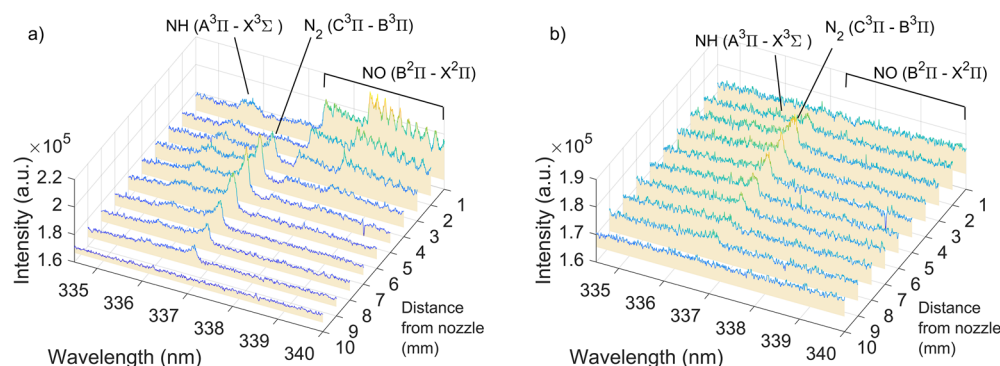 a)
NH (A³Π - X³Σ )
N₂ (C³Π - B³Π)
NO (B²Π - X²Π)
×10⁵
2.2
2
1.8
1.6
Intensity (a.u.)
335
336
337
338
339
340
Wavelength (nm)
1
2
3
4
5
6
7
8
9
10
Distance
from nozzle
(mm)
b)
NH (A³Π - X³Σ )
N₂ (C³Π - B³Π)
NO (B²Π - X²Π)
×10⁵
1.9
1.8
1.7
1.6
Intensity (a.u.)
335
336
337
338
339
340
Wavelength (nm)
1
2
3
4
5
6
7
8
9
10
Distance
from nozzle
(mm)